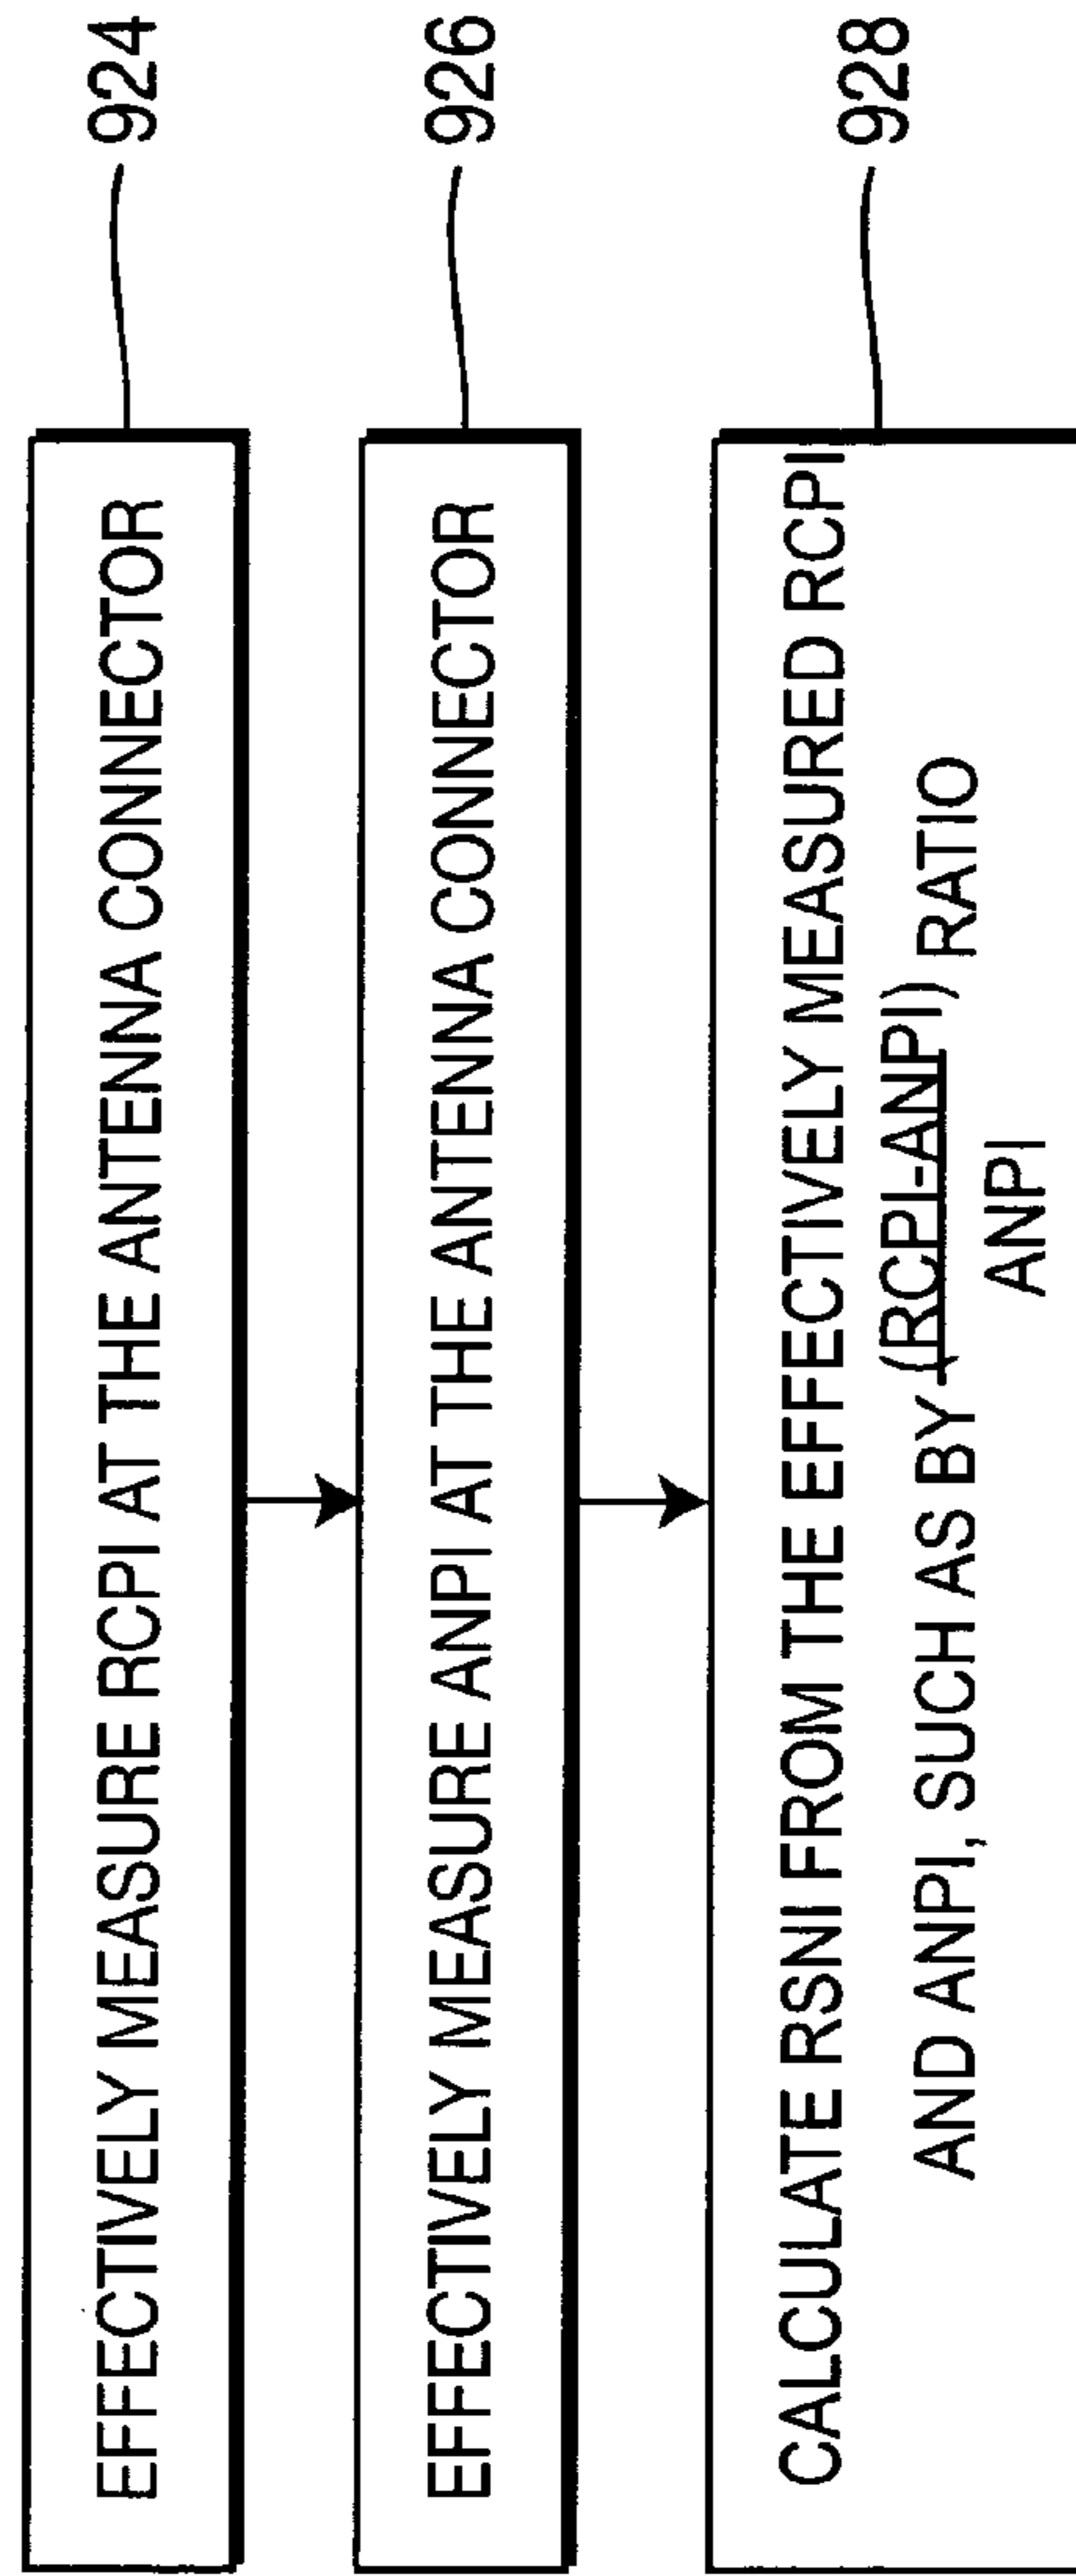 EFFECTIVELY MEASURE RCPI AT THE ANTENNA CONNECTOR
924
EFFECTIVELY MEASURE ANPI AT THE ANTENNA CONNECTOR
926
CALCULATE RSNI FROM THE EFFECTIVELY MEASURED RCPI
AND ANPI, SUCH AS BY (RCPI-ANPI) RATIO
ANPI
928